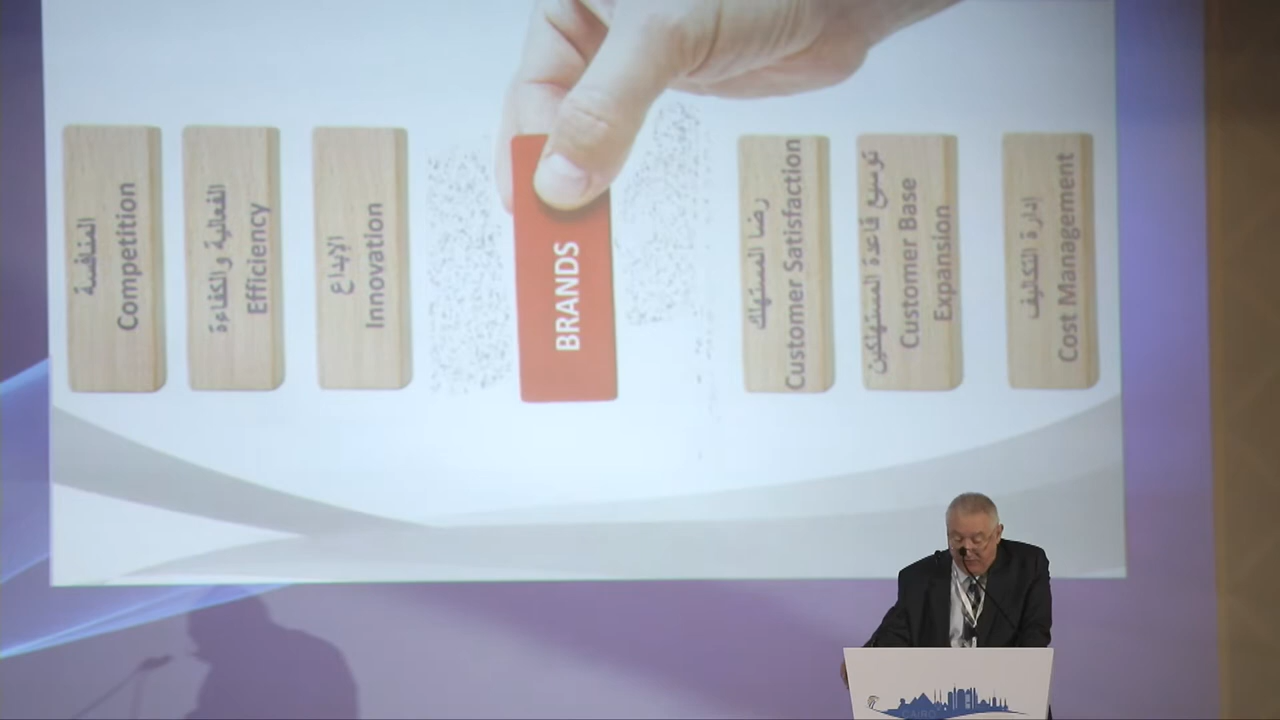 المنافسة
Competition
الفعالية والكفاءة
Efficiency
الإبداع
Innovation
BRANDS
رضا المستهلك
Customer Satisfaction
توسيع قاعدة المستهلكين
Customer Base
Expansion
إدارة التكاليف
Cost Management
CAIRO